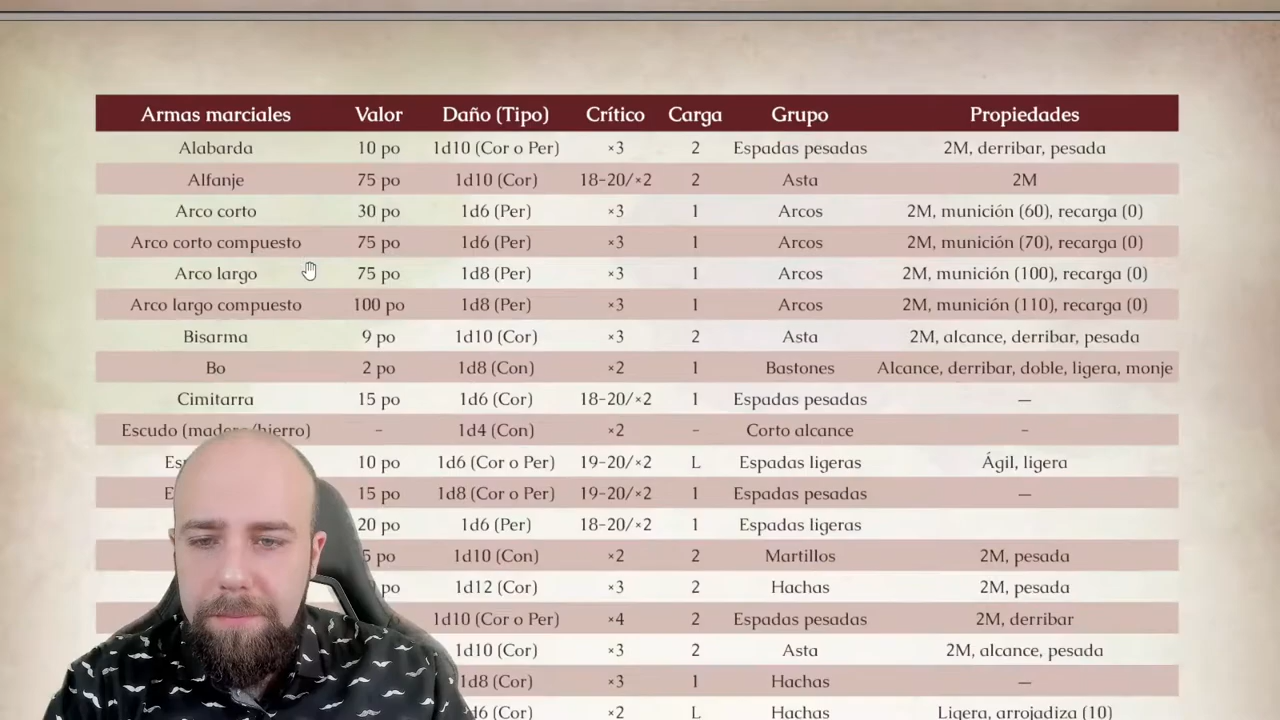 Armas marciales Valor Daño (Tipo) Crítico Carga Grupo Propiedades
Alabarda 10 po 1d10 (Cor o Per) ×3 2 Espadas pesadas 2M, derribar, pesada
Alfanje 75 po 1d10 (Cor) 18-20/×2 2 Asta 2M
Arco corto 30 po 1d6 (Per) ×3 1 Arcos 2M, munición (60), recarga (0)
Arco corto compuesto 75 po 1d6 (Per) ×3 1 Arcos 2M, munición (70), recarga (0)
Arco largo 75 po 1d8 (Per) ×3 1 Arcos 2M, munición (100), recarga (0)
Arco largo compuesto 100 po 1d8 (Per) ×3 1 Arcos 2M, munición (110), recarga (0)
Bisarma 9 po 1d10 (Cor) ×3 2 Asta 2M, alcance, derribar, pesada
Bo 2 po 1d8 (Con) ×2 1 Bastones Alcance, derribar, doble, ligera, monje
Cimitarra 15 po 1d6 (Cor) 18-20/×2 1 Espadas pesadas —
Escudo (madera/hierro) - 1d4 (Con) ×2 - Corto alcance -
10 po 1d6 (Cor o Per) 19-20/×2 L Espadas ligeras Ágil, ligera
15 po 1d8 (Cor o Per) 19-20/×2 1 Espadas pesadas —
20 po 1d6 (Per) 18-20/×2 1 Espadas ligeras
po 1d10 (Con) ×2 2 Martillos 2M, pesada
po 1d12 (Cor) ×3 2 Hachas 2M, pesada
1d10 (Cor o Per) ×4 2 Espadas pesadas 2M, derribar
1d10 (Cor) ×3 2 Asta 2M, alcance, pesada
1d8 (Cor) ×3 1 Hachas —
(Cor) ×2 L Hachas Ligera, arrojadiza (10)